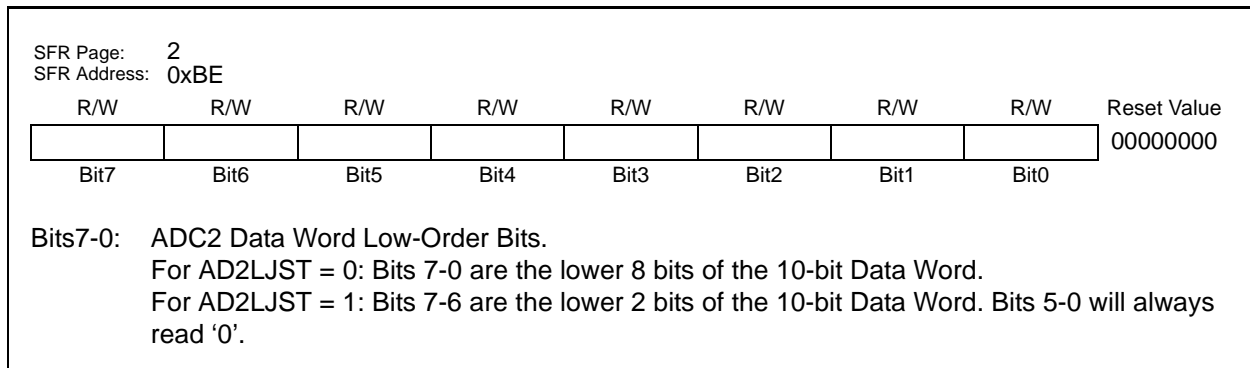 SFR Page: 2
SFR Address: 0xBE
R/W R/W R/W R/W R/W R/W R/W R/W Reset Value
00000000
Bit7 Bit6 Bit5 Bit4 Bit3 Bit2 Bit1 Bit0
Bits7-0: ADC2 Data Word Low-Order Bits.
For AD2LJST = 0: Bits 7-0 are the lower 8 bits of the 10-bit Data Word.
For AD2LJST = 1: Bits 7-6 are the lower 2 bits of the 10-bit Data Word. Bits 5-0 will always
read ‘0’.